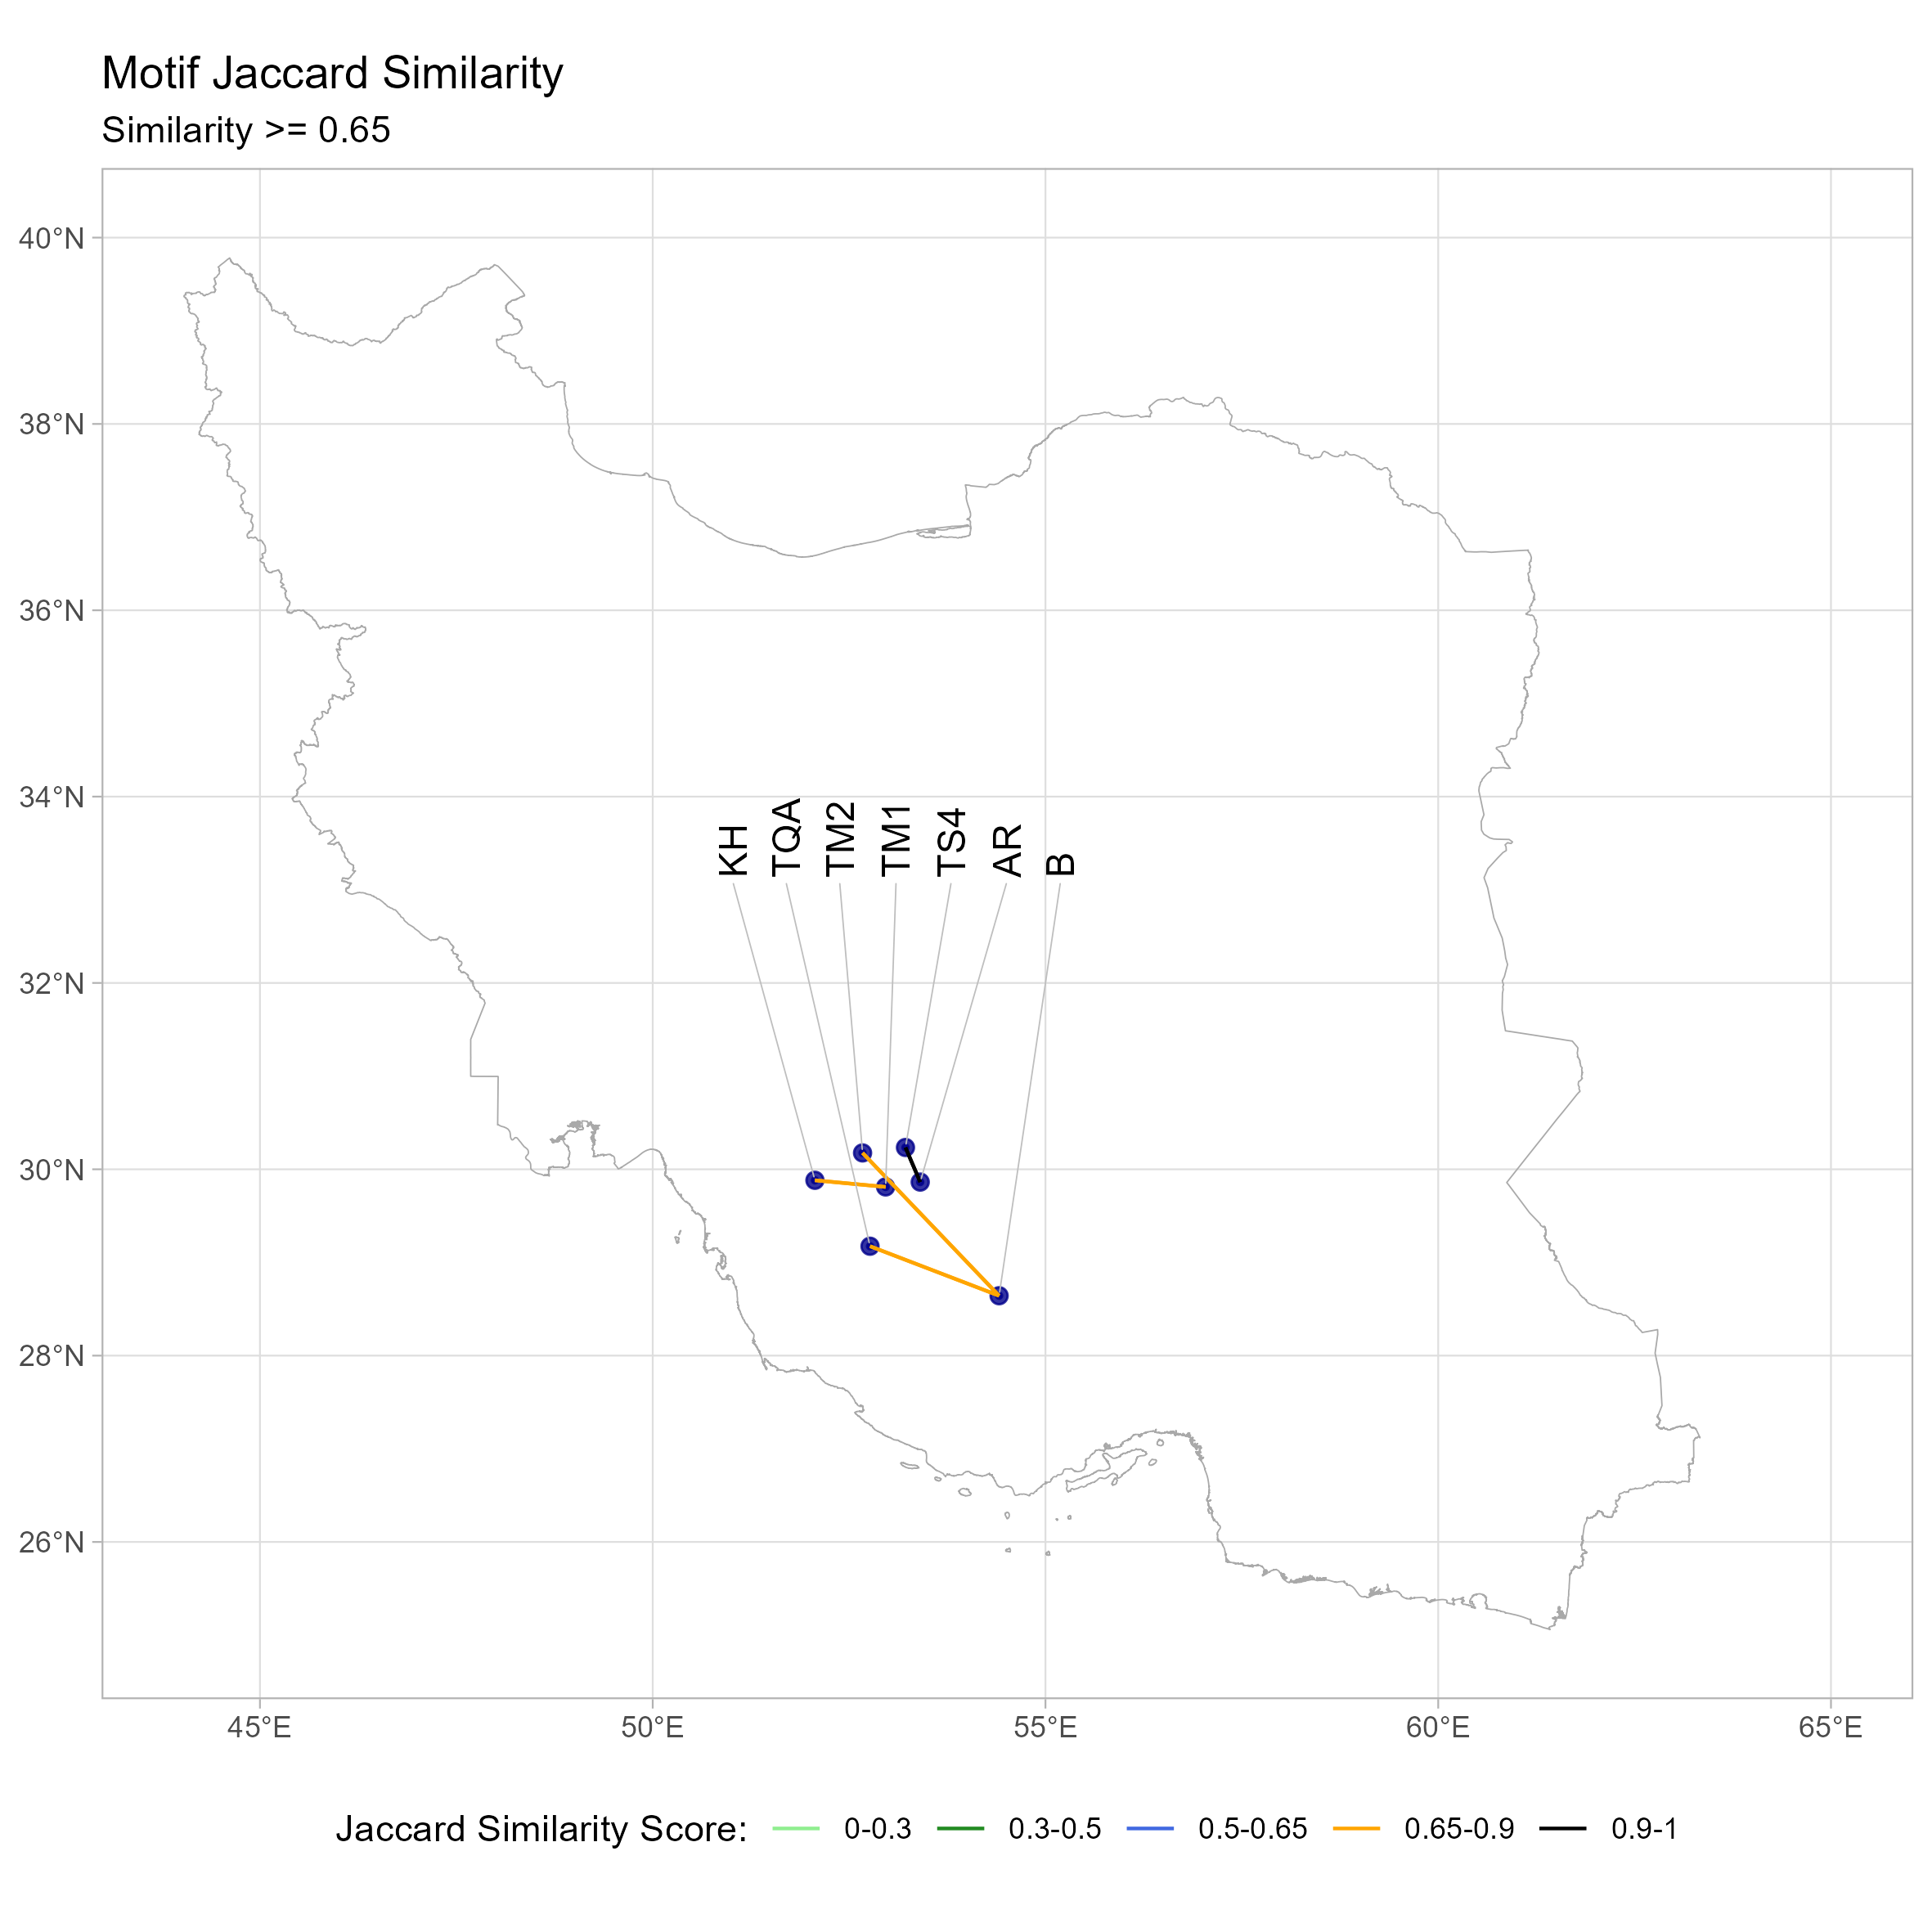 Motif Jaccard Similarity
Similarity >= 0.65
40°N
38°N
36°N
34°N
32°N
30°N
28°N
26°N
KH
TQA
TM2
TM1
TS4
AR
B
45°E 50°E 55°E 60°E 65°E
Jaccard Similarity Score: 0-0.3 0.3-0.5 0.5-0.65 0.65-0.9 0.9-1